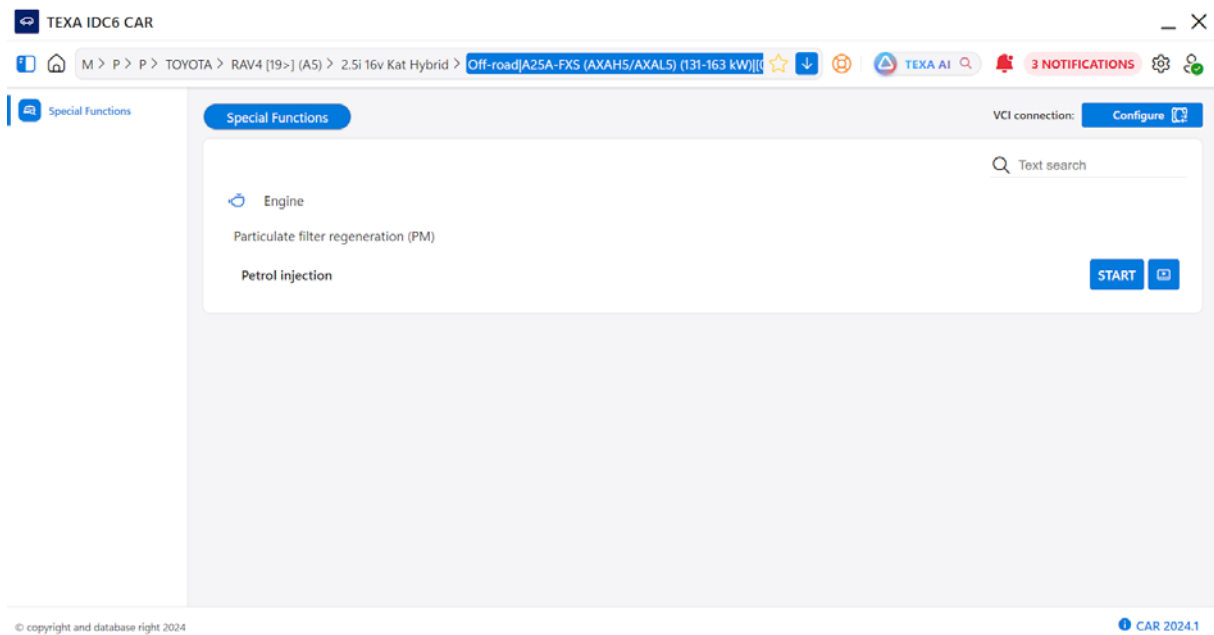 TEXA IDC6 CAR
M > P > P > TOYOTA > RAV4 [19>] (A5) > 2.5i 16v Kat Hybrid > Off-road|A25A-FXS (AXAH5/AXAL5) (131-163 kW)|[(
TEXA AI
3 NOTIFICATIONS
Special Functions
Special Functions
VCI connection:
Configure
Text search
Engine
Particulate filter regeneration (PM)
Petrol injection
START
© copyright and database right 2024
CAR 2024.1